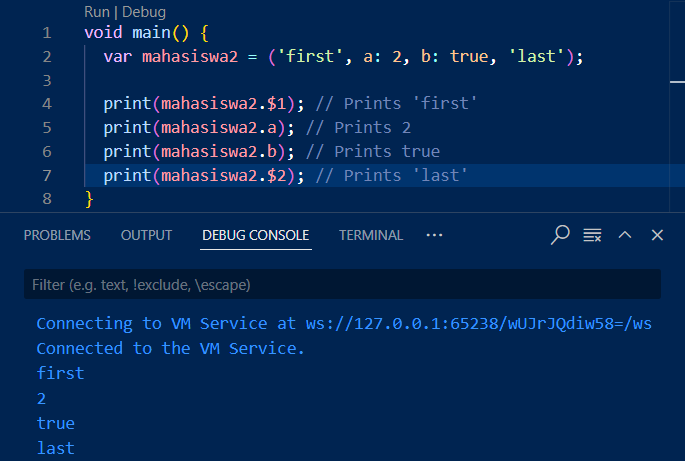 Run | Debug
1 void main() {
2   var mahasiswa2 = ('first', a: 2, b: true, 'last');
3
4   print(mahasiswa2.$1); // Prints 'first'
5   print(mahasiswa2.a); // Prints 2
6   print(mahasiswa2.b); // Prints true
7   print(mahasiswa2.$2); // Prints 'last'
8 }
PROBLEMS OUTPUT DEBUG CONSOLE TERMINAL ···
Filter (e.g. text, !exclude, \escape)
Connecting to VM Service at ws://127.0.0.1:65238/wUJrJQdiw58=/ws
Connected to the VM Service.
first
2
true
last